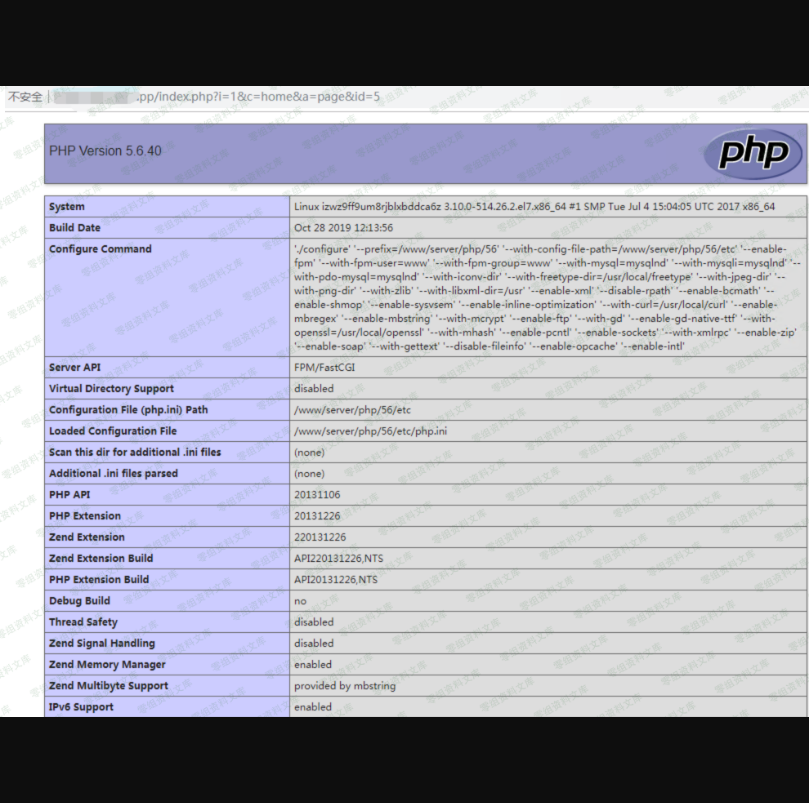 不安全 .pp/index.php?i=1&c=home&a=page&id=5
PHP Version 5.6.40
php
System Linux izwz9ff9um8rjblxbddca6z 3.10.0-514.26.2.el7.x86_64 #1 SMP Tue Jul 4 15:04:05 UTC 2017 x86_64
Build Date Oct 28 2019 12:13:56
Configure Command './configure' '--prefix=/www/server/php/56' '--with-config-file-path=/www/server/php/56/etc' '--enable-
fpm' '--with-fpm-user=www' '--with-fpm-group=www' '--with-mysql=mysqlnd' '--with-mysqli=mysqlnd' '--
with-pdo-mysql=mysqlnd' '--with-iconv-dir' '--with-freetype-dir=/usr/local/freetype' '--with-jpeg-dir' '--
with-png-dir' '--with-zlib' '--with-libxml-dir=/usr' '--enable-xml' '--disable-rpath' '--enable-bcmath' '--
enable-shmop' '--enable-sysvsem' '--enable-inline-optimization' '--with-curl=/usr/local/curl' '--enable-
mbregex' '--enable-mbstring' '--with-mcrypt' '--enable-ftp' '--with-gd' '--enable-gd-native-ttf' '--with-
openssl=/usr/local/openssl' '--with-mhash' '--enable-pcntl' '--enable-sockets' '--with-xmlrpc' '--enable-zip'
'--enable-soap' '--with-gettext' '--disable-fileinfo' '--enable-opcache' '--enable-intl'
Server API FPM/FastCGI
Virtual Directory Support disabled
Configuration File (php.ini) Path /www/server/php/56/etc
Loaded Configuration File /www/server/php/56/etc/php.ini
Scan this dir for additional .ini files (none)
Additional .ini files parsed (none)
PHP API 20131106
PHP Extension 20131226
Zend Extension 220131226
Zend Extension Build API220131226,NTS
PHP Extension Build API20131226,NTS
Debug Build no
Thread Safety disabled
Zend Signal Handling disabled
Zend Memory Manager enabled
Zend Multibyte Support provided by mbstring
IPv6 Support enabled
零组资料文库